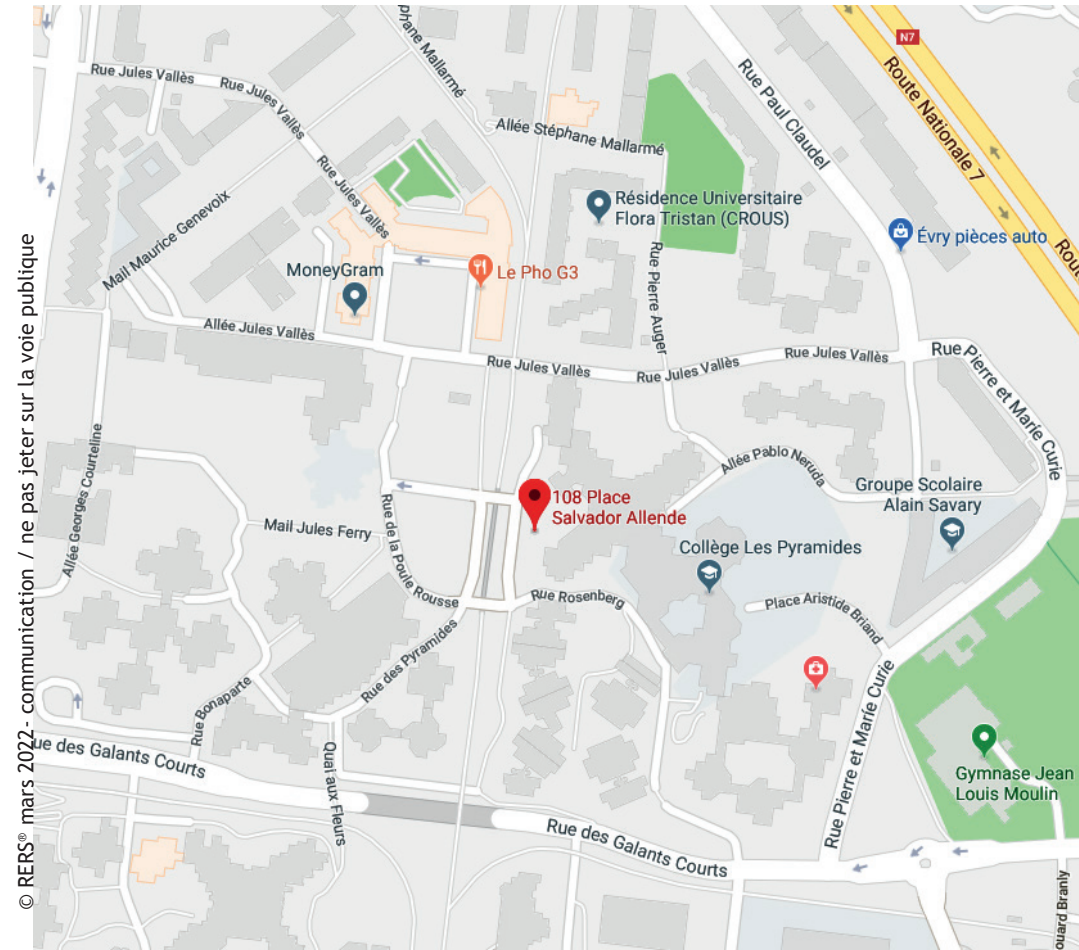 © RERS® mars 2022- communication / ne pas jeter sur la voie publique
phane Mallarmé
N7
Rue Paul Claudel
Route Nationale 7
Rue Jules Vallès
Rue Jules Vallès
Allée Stéphane Mallarmé
Rue Jules Vallès
Mail Maurice Genevoix
Résidence Universitaire
Flora Tristan (CROUS)
Évry pièces auto
Rout
MoneyGram
Le Pho G3
Rue Pierre Auger
Allée Jules Vallès
Rue Jules Vallès
Rue Jules Vallès
Rue Jules Vallès
Rue Pierre et Marie Curie
Allée Georges Courteline
Allée Pablo Neruda
Groupe Scolaire
Alain Savary
108 Place
Salvador Allende
Mail Jules Ferry
Rue de la Poule Rousse
Collège Les Pyramides
Rue Rosenberg
Place Aristide Briand
Rue des Pyramides
Rue Bonaparte
Rue Pierre et Marie Curie
ue des Galants Courts
Quai aux Fleurs
Gymnase Jean
Louis Moulin
Rue des Galants Courts
ouard Branly